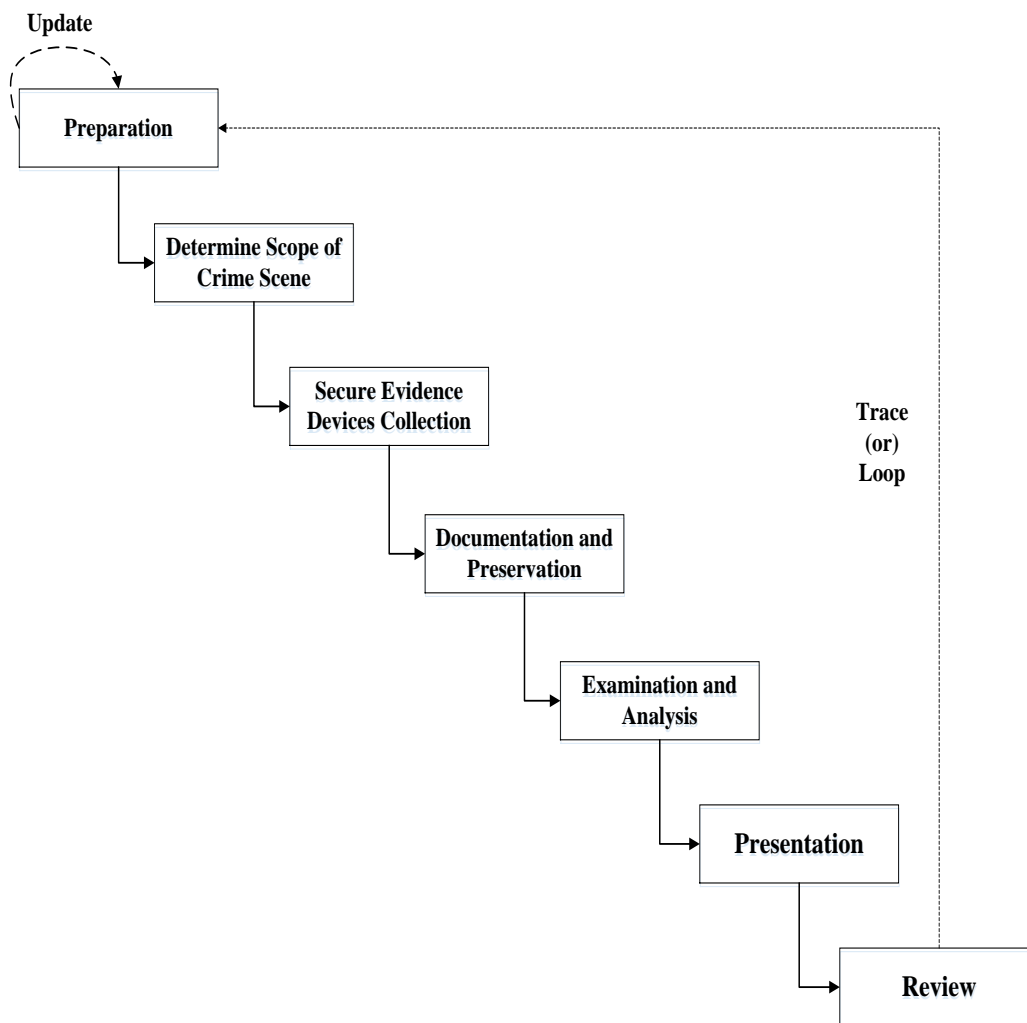 Update
Preparation
Determine Scope of
Crime Scene
Secure Evidence
Devices Collection
Trace
(or)
Loop
Documentation and
Preservation
Examination and
Analysis
Presentation
Review